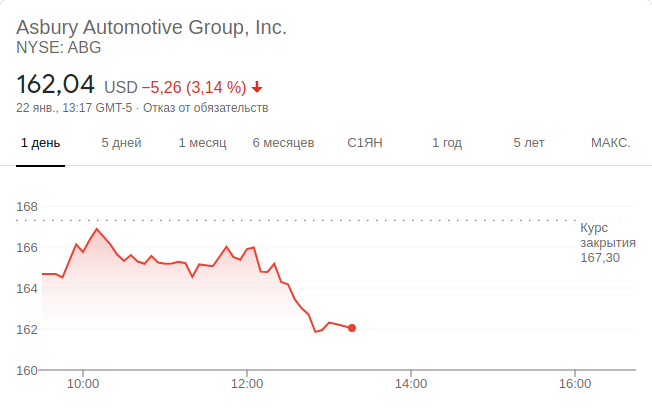 Asbury Automotive Group, Inc.
NYSE: ABG
162,04 USD −5,26 (3,14 %)
22 янв., 13:17 GMT-5 · Отказ от обязательств
1 день 5 дней 1 месяц 6 месяцев С1ЯН 1 год 5 лет МАКС.
168
Курс
закрытия
167,30
166
164
162
160
10:00 12:00 14:00 16:00